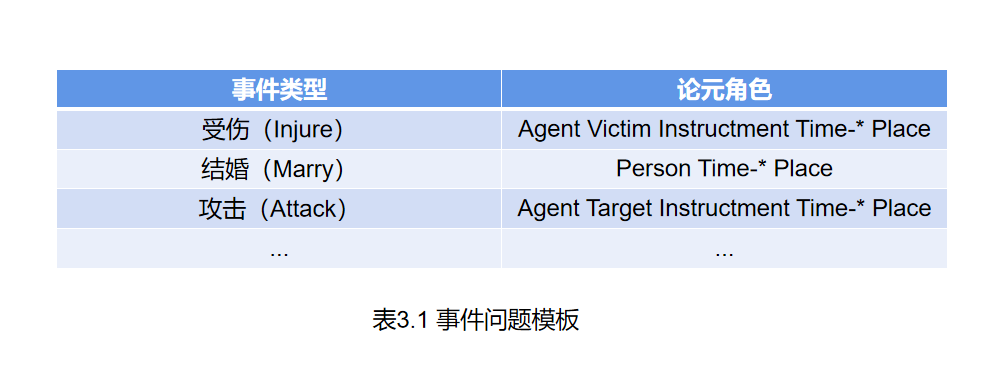 事件类型 论元角色
受伤（Injure） Agent Victim Instructment Time-* Place
结婚（Marry） Person Time-* Place
攻击（Attack） Agent Target Instructment Time-* Place
... ...
表3.1 事件问题模板